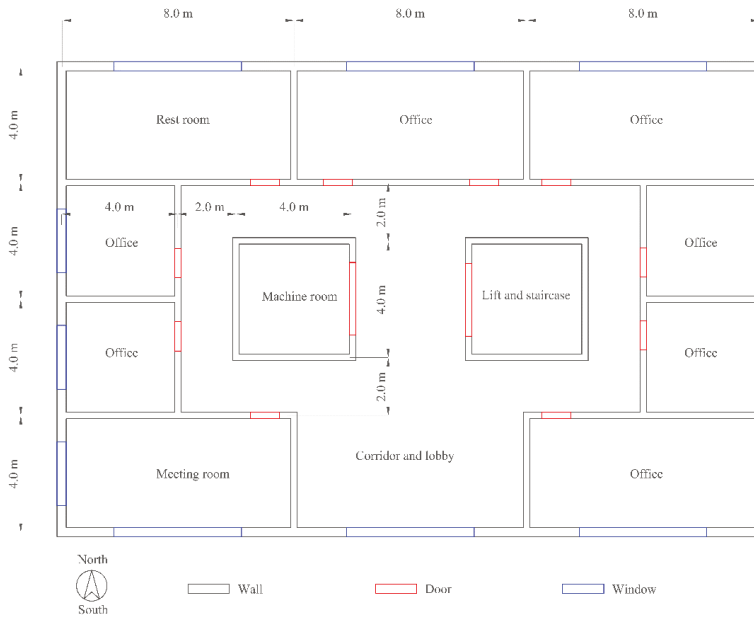 8.0 m
8.0 m
8.0 m
4.0 m
Rest room
Office
Office
4.0 m
2.0 m
4.0 m
2.0 m
4.0 m
Office
Office
Machine room
4.0 m
Lift and staircase
4.0 m
Office
Office
2.0 m
4.0 m
Meeting room
Corridor and lobby
Office
North
South
Wall
Door
Window